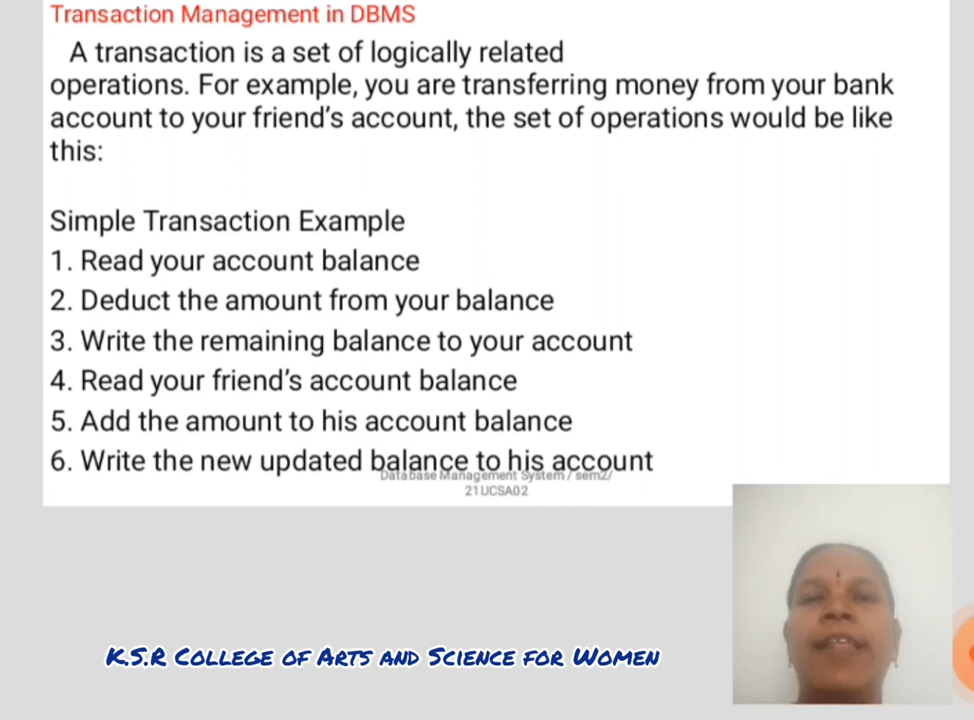 Transaction Management in DBMS
A transaction is a set of logically related
operations. For example, you are transferring money from your bank
account to your friend's account, the set of operations would be like
this:
Simple Transaction Example
1. Read your account balance
2. Deduct the amount from your balance
3. Write the remaining balance to your account
4. Read your friend's account balance
5. Add the amount to his account balance
6. Write the new updated balance to his account
Database Management System / sem2/
21UCSA02
K.S.R College of Arts and Science for Women